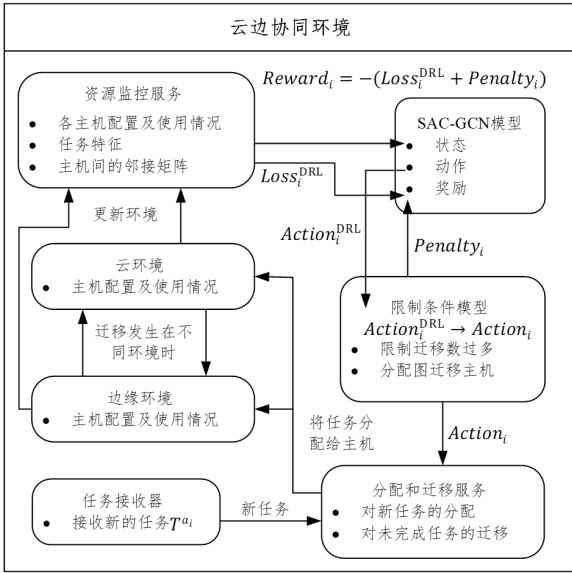 云边协同环境
Reward_i = −(Loss_i^DRL + Penalty_i)
资源监控服务
• 各主机配置及使用情况
• 任务特征
• 主机间的邻接矩阵
SAC-GCN模型
• 状态
• 动作
• 奖励
Loss_i^DRL
更新环境
Action_i^DRL
Penalty_i
云环境
• 主机配置及使用情况
限制条件模型
Action_i^DRL → Action_i
• 限制迁移数过多
• 分配图迁移主机
迁移发生在不
同环境时
边缘环境
• 主机配置及使用情况
将任务分
配给主机
Action_i
任务接收器
• 接收新的任务T^{a_i}
新任务
分配和迁移服务
• 对新任务的分配
• 对未完成任务的迁移